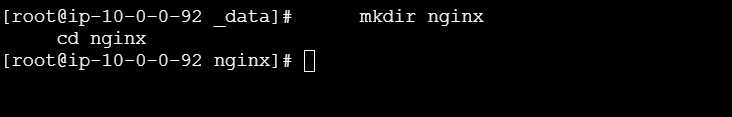 [root@ip-10-0-0-92 _data]#      mkdir nginx
    cd nginx
[root@ip-10-0-0-92 nginx]#